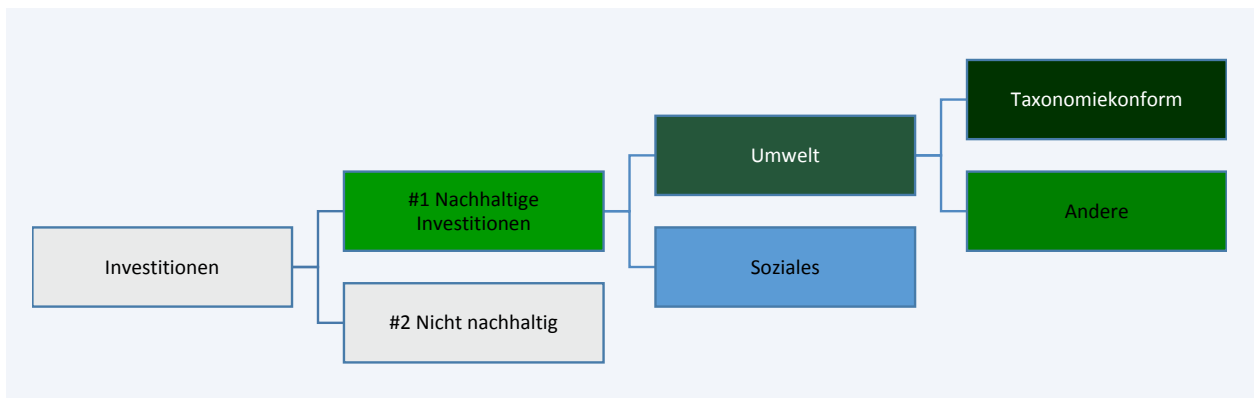 Investitionen
#1 Nachhaltige
Investitionen
#2 Nicht nachhaltig
Umwelt
Soziales
Taxonomiekonform
Andere